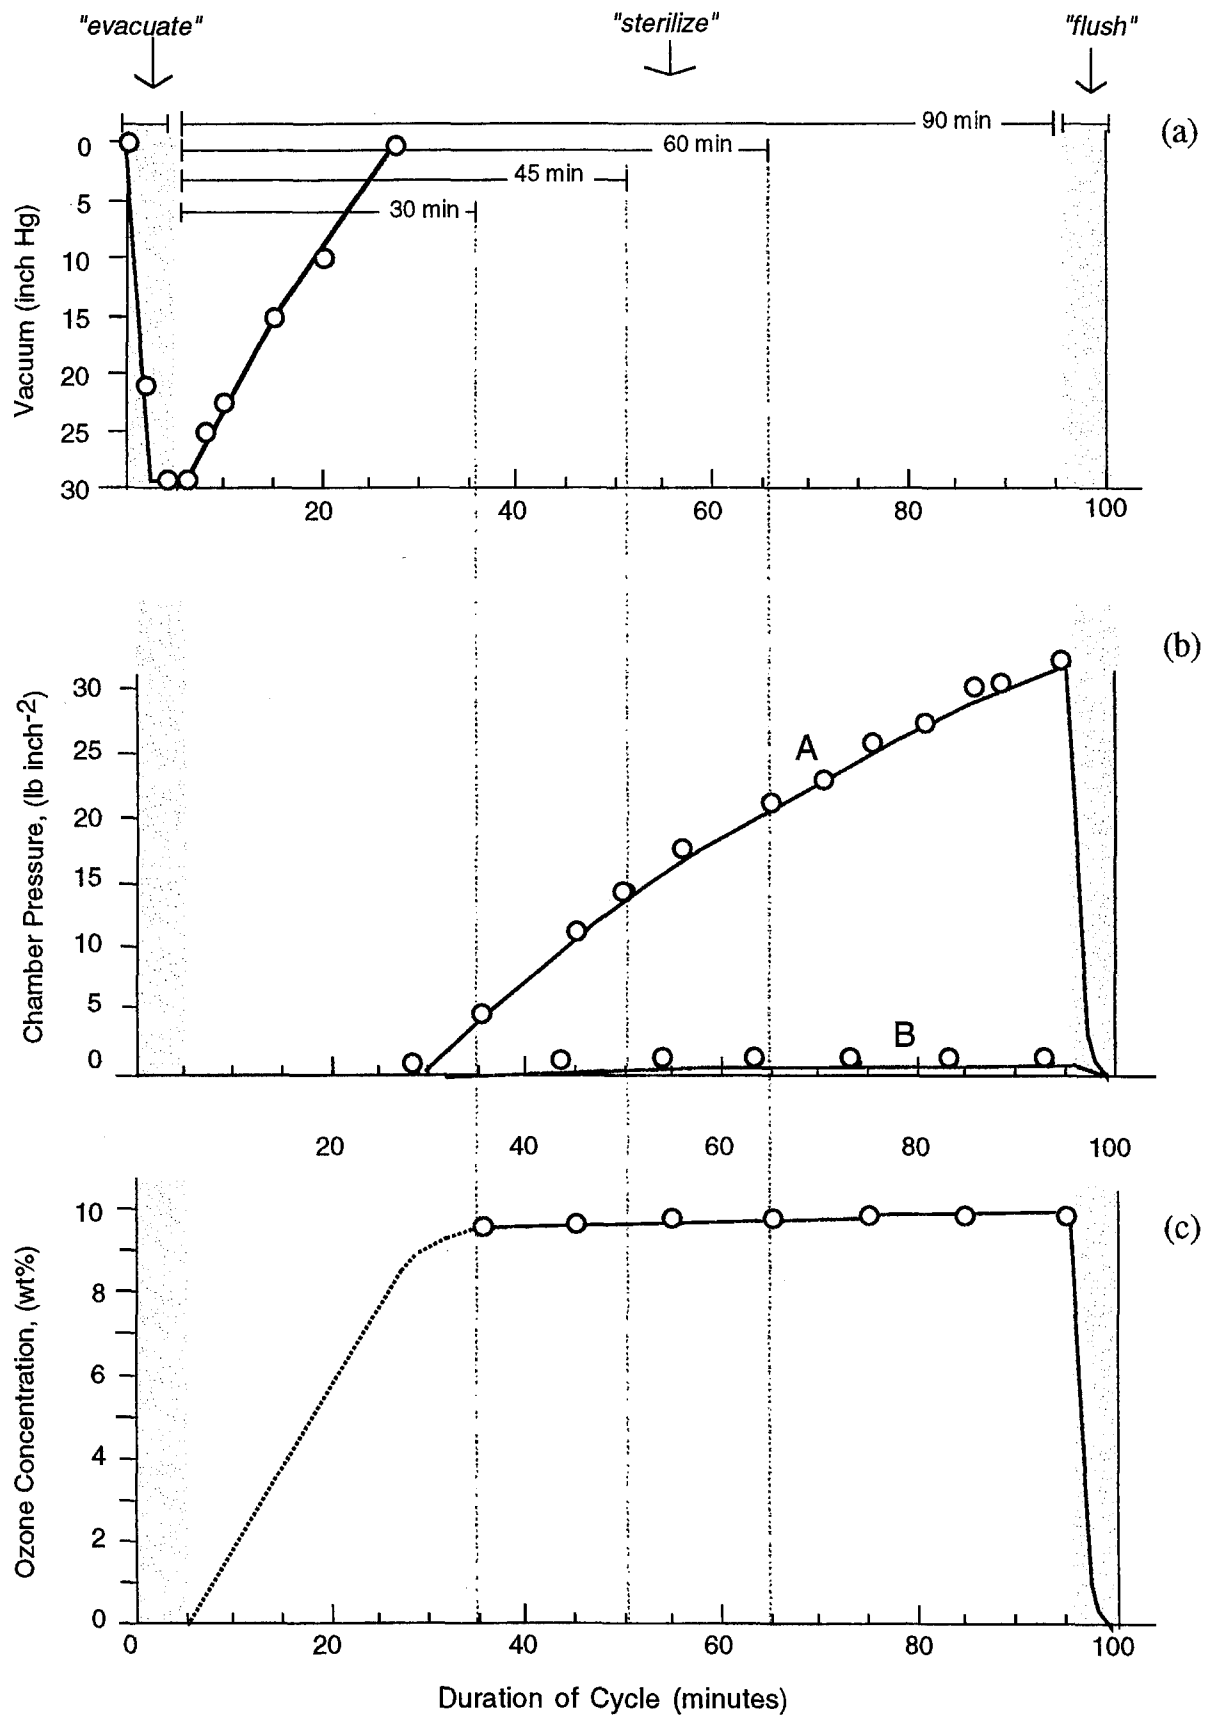 "evacuate" "sterilize" "flush"
90 min
60 min
45 min
30 min
(a)
Vacuum (inch Hg)
0
5
10
15
20
25
30
20 40 60 80 100
(b)
Chamber Pressure, (lb inch-2)
30
25
20
15
10
5
0
A
B
20 40 60 80 100
(c)
Ozone Concentration, (wt%)
10
8
6
4
2
0
0 20 40 60 80 100
Duration of Cycle (minutes)